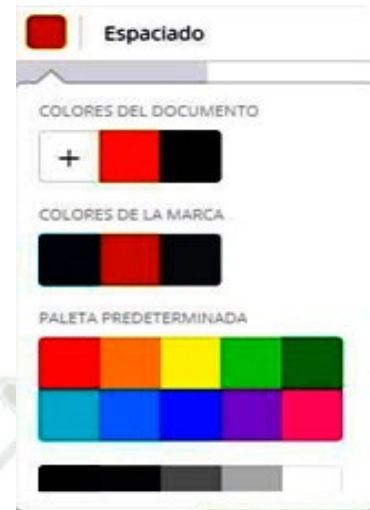 Espaciado
COLORES DEL DOCUMENTO
+
COLORES DE LA MARCA
PALETA PREDETERMINADA